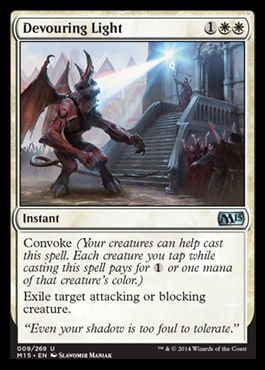 Devouring Light 1
Instant M15
Convoke (Your creatures can help cast
this spell. Each creature you tap while
casting this spell pays for 1 or one mana
of that creature's color.)
Exile target attacking or blocking
creature.
"Even your shadow is too foul to tolerate."
009/269 U
M15 • EN SLAWOMIR MANIAK ™ & © 2014 Wizards of the Coast